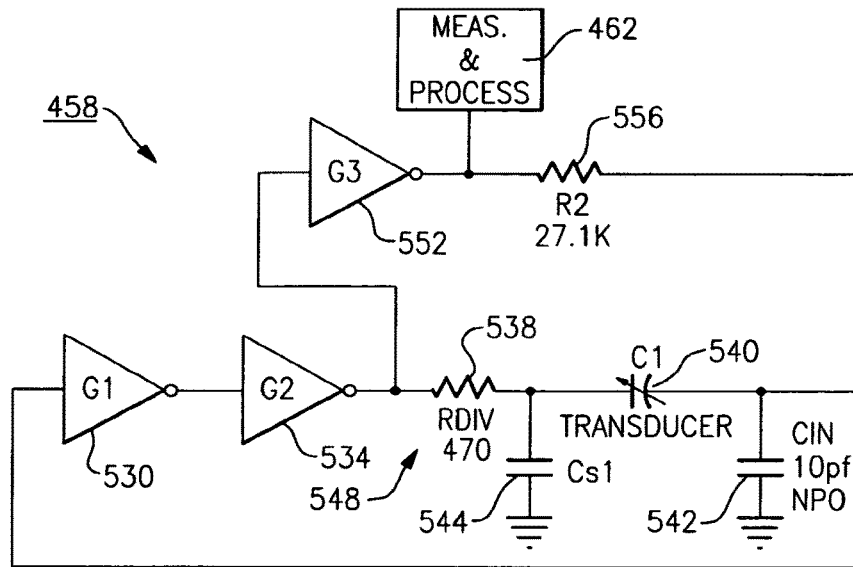 MEAS.
&
PROCESS
462
458
556
G3
R2
27.1K
552
538
C1
540
G1
G2
RDIV
470
TRANSDUCER
CIN
10pf
NPO
530
534
548
Cs1
544
542